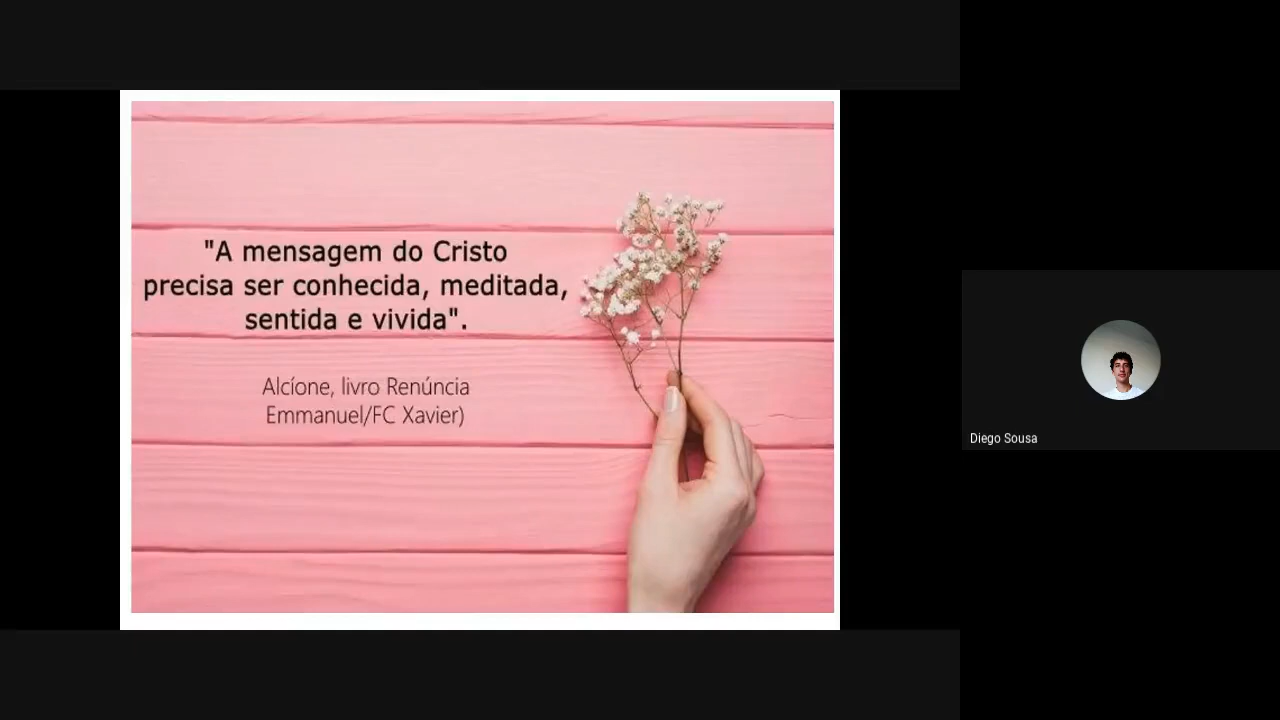 "A mensagem do Cristo
precisa ser conhecida, meditada,
sentida e vivida".
Alcíone, livro Renúncia
Emmanuel/FC Xavier)
Diego Sousa